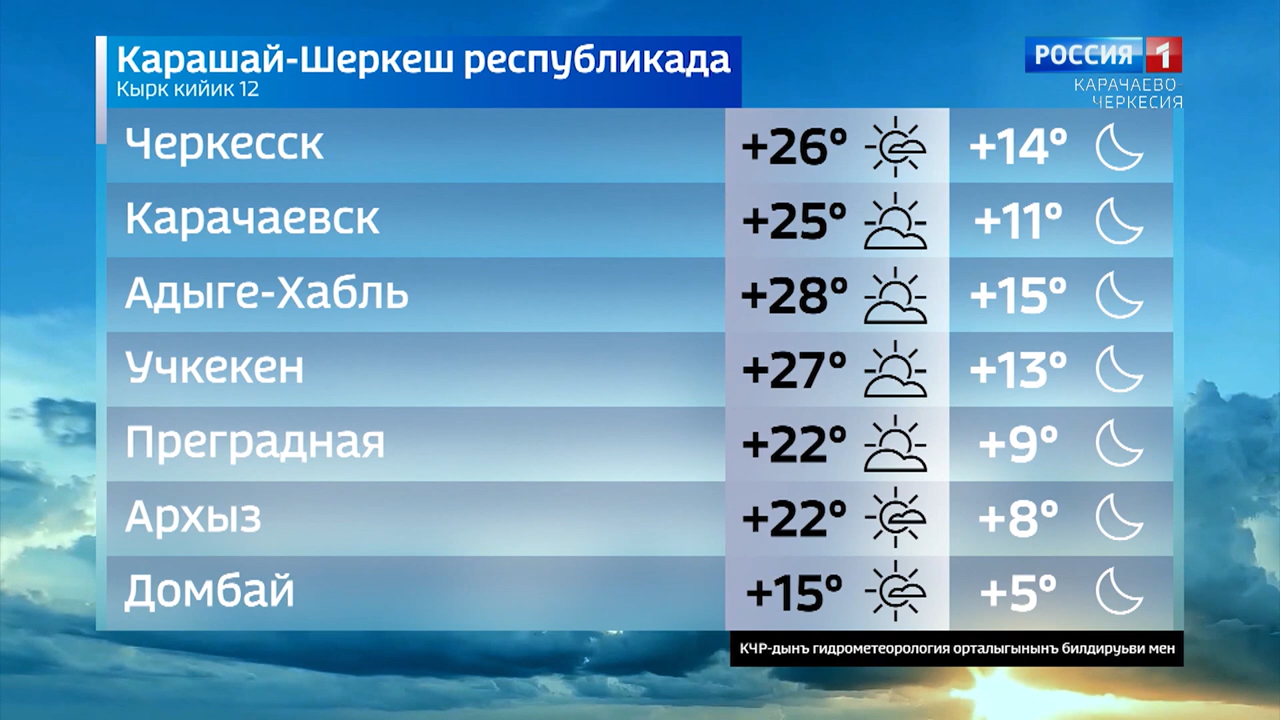 Карашай-Шеркеш республикада
Кырк кийик 12
РОССИЯ 1
КАРАЧАЕВО-
ЧЕРКЕСИЯ
Черкесск +26° +14°
Карачаевск +25° +11°
Адыге-Хабль +28° +15°
Учкекен +27° +13°
Преградная +22° +9°
Архыз +22° +8°
Домбай +15° +5°
КЧР-дынъ гидрометеорология орталыгынынъ билдируьви мен